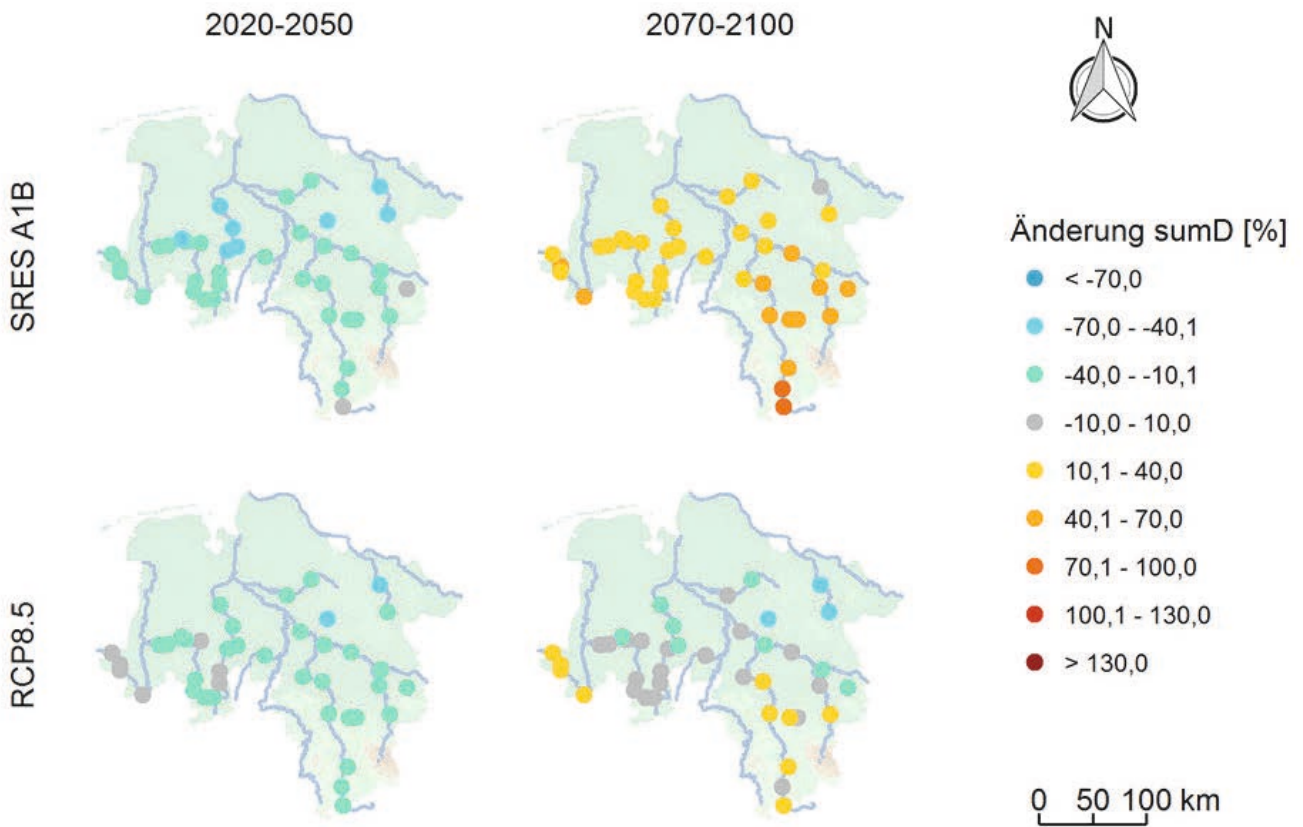 2020-2050
2070-2100
N
SRES A1B
RCP8.5
Änderung sumD [%]
< -70,0
-70,0 - -40,1
-40,0 - -10,1
-10,0 - 10,0
10,1 - 40,0
40,1 - 70,0
70,1 - 100,0
100,1 - 130,0
> 130,0
0 50 100 km